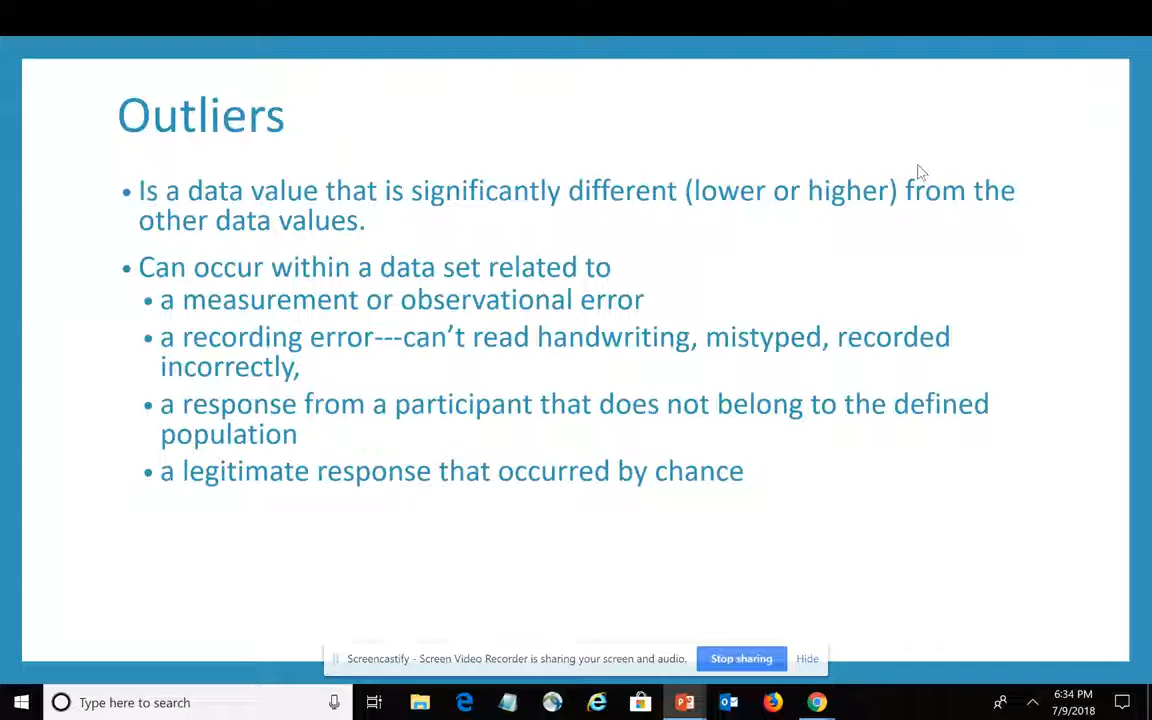 Outliers
• Is a data value that is significantly different (lower or higher) from the
other data values.
• Can occur within a data set related to
• a measurement or observational error
• a recording error---can’t read handwriting, mistyped, recorded
incorrectly,
• a response from a participant that does not belong to the defined
population
• a legitimate response that occurred by chance
Screencastify - Screen Video Recorder is sharing your screen and audio. Stop sharing Hide
Type here to search
6:34 PM
7/9/2018